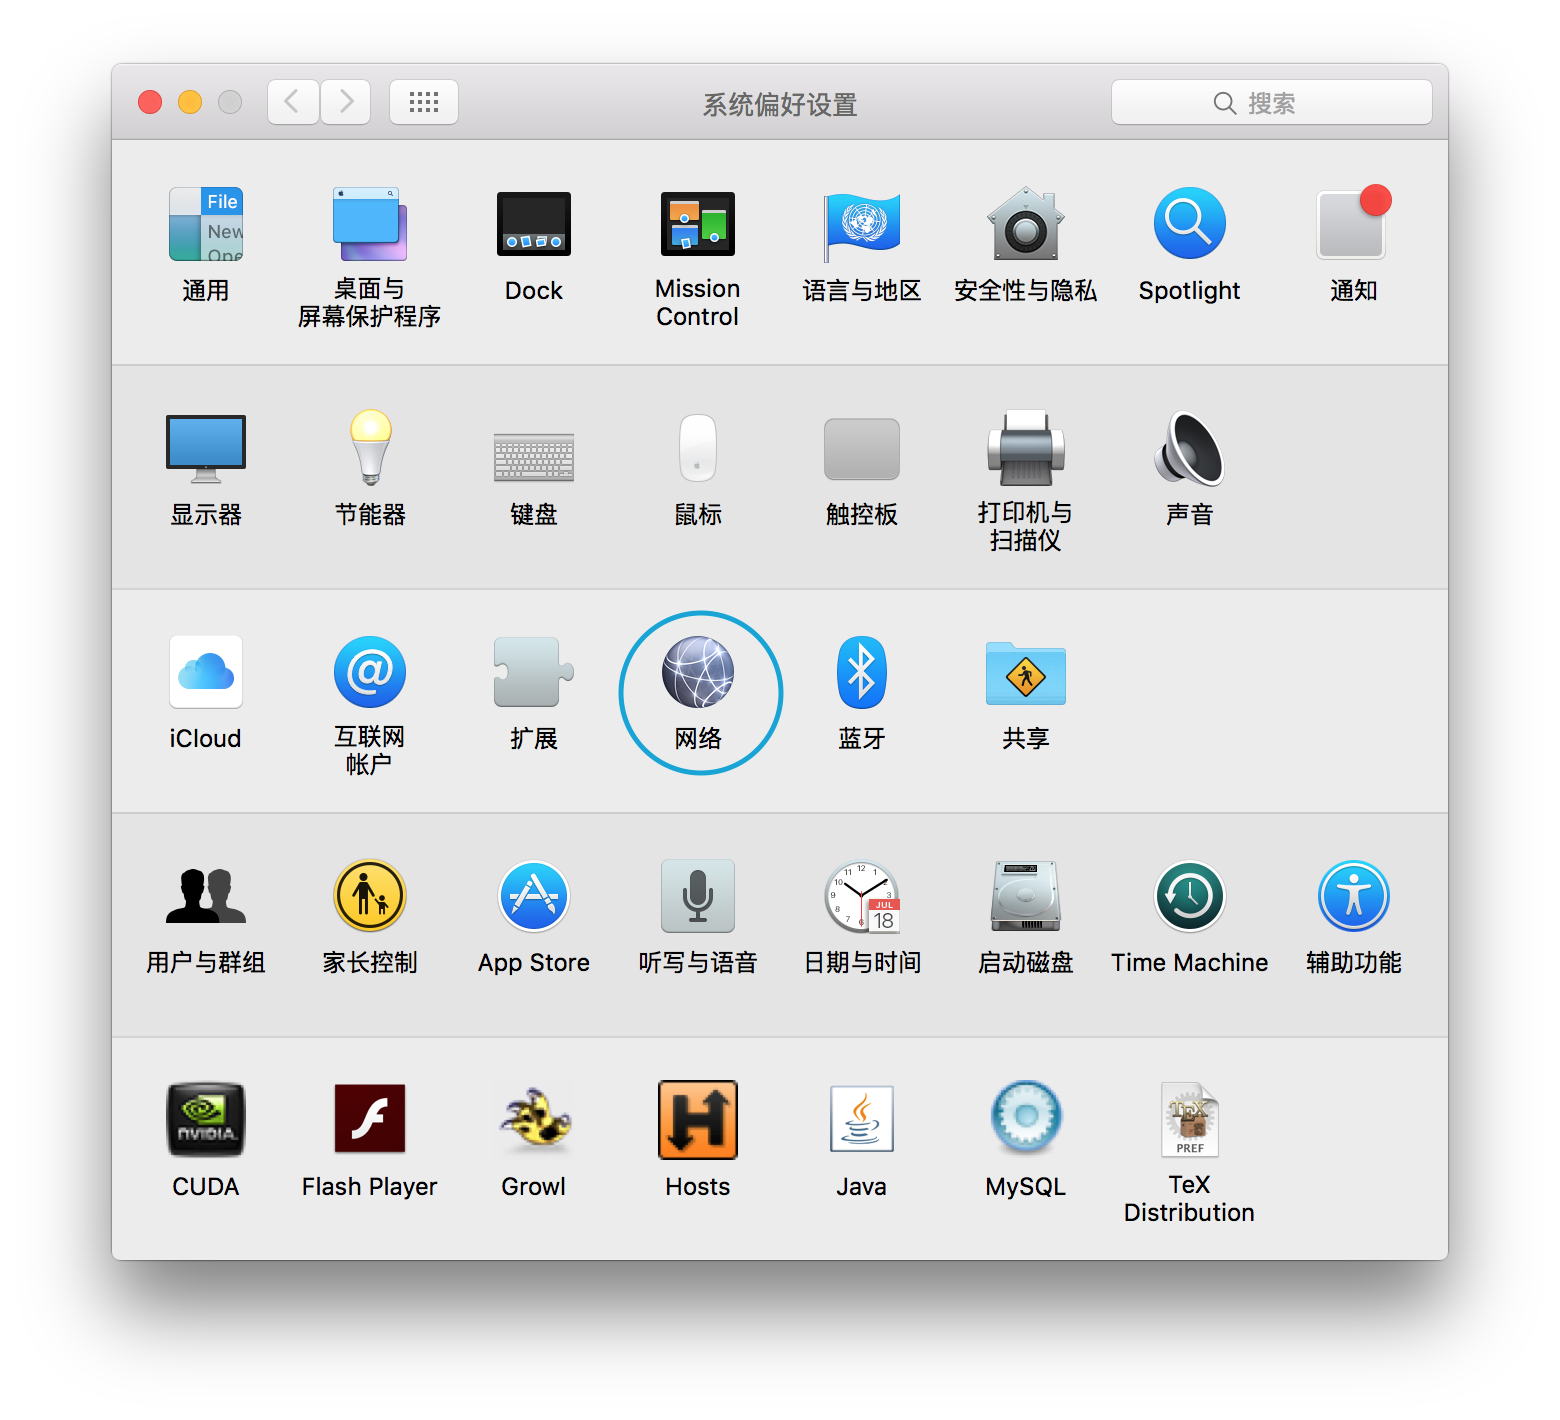 系统偏好设置
搜索
File
New
Ope
通用
桌面与
屏幕保护程序
Dock
Mission
Control
语言与地区
安全性与隐私
Spotlight
通知
显示器
节能器
键盘
鼠标
触控板
打印机与
扫描仪
声音
iCloud
互联网
帐户
扩展
网络
蓝牙
共享
用户与群组
家长控制
App Store
听写与语音
JUL
18
日期与时间
启动磁盘
Time Machine
辅助功能
NVIDIA
CUDA
Flash Player
Growl
Hosts
Java
MySQL
TEX
PREF
TeX
Distribution